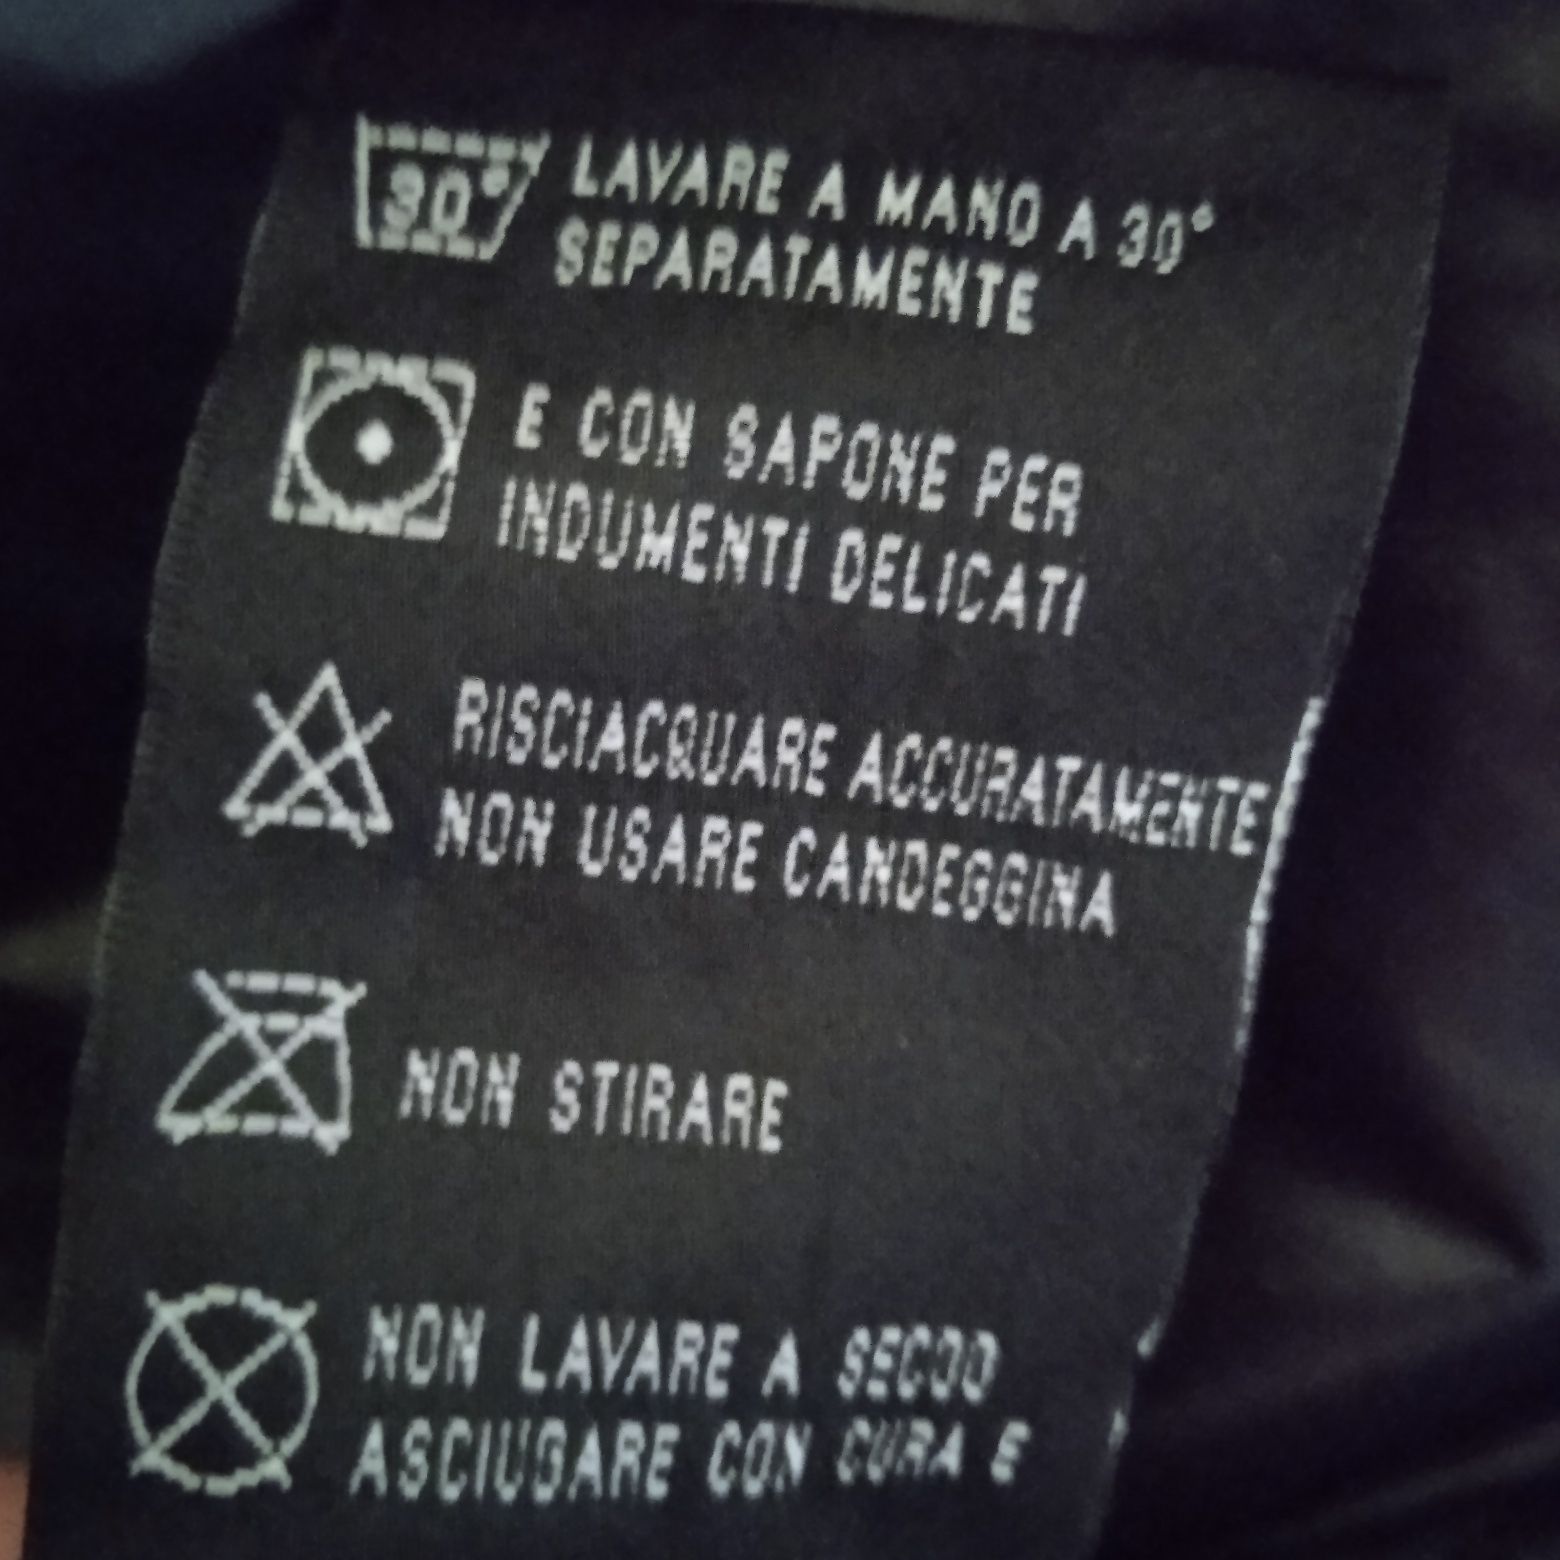 30° LAVARE A MANO A 30°
SEPARATAMENTE
E CON SAPONE PER
INDUMENTI DELICATI
RISCIACQUARE ACCURATAMENTE
NON USARE CANDEGGINA
NON STIRARE
NON LAVARE A SECCO
ASCIUGARE CON CURA E